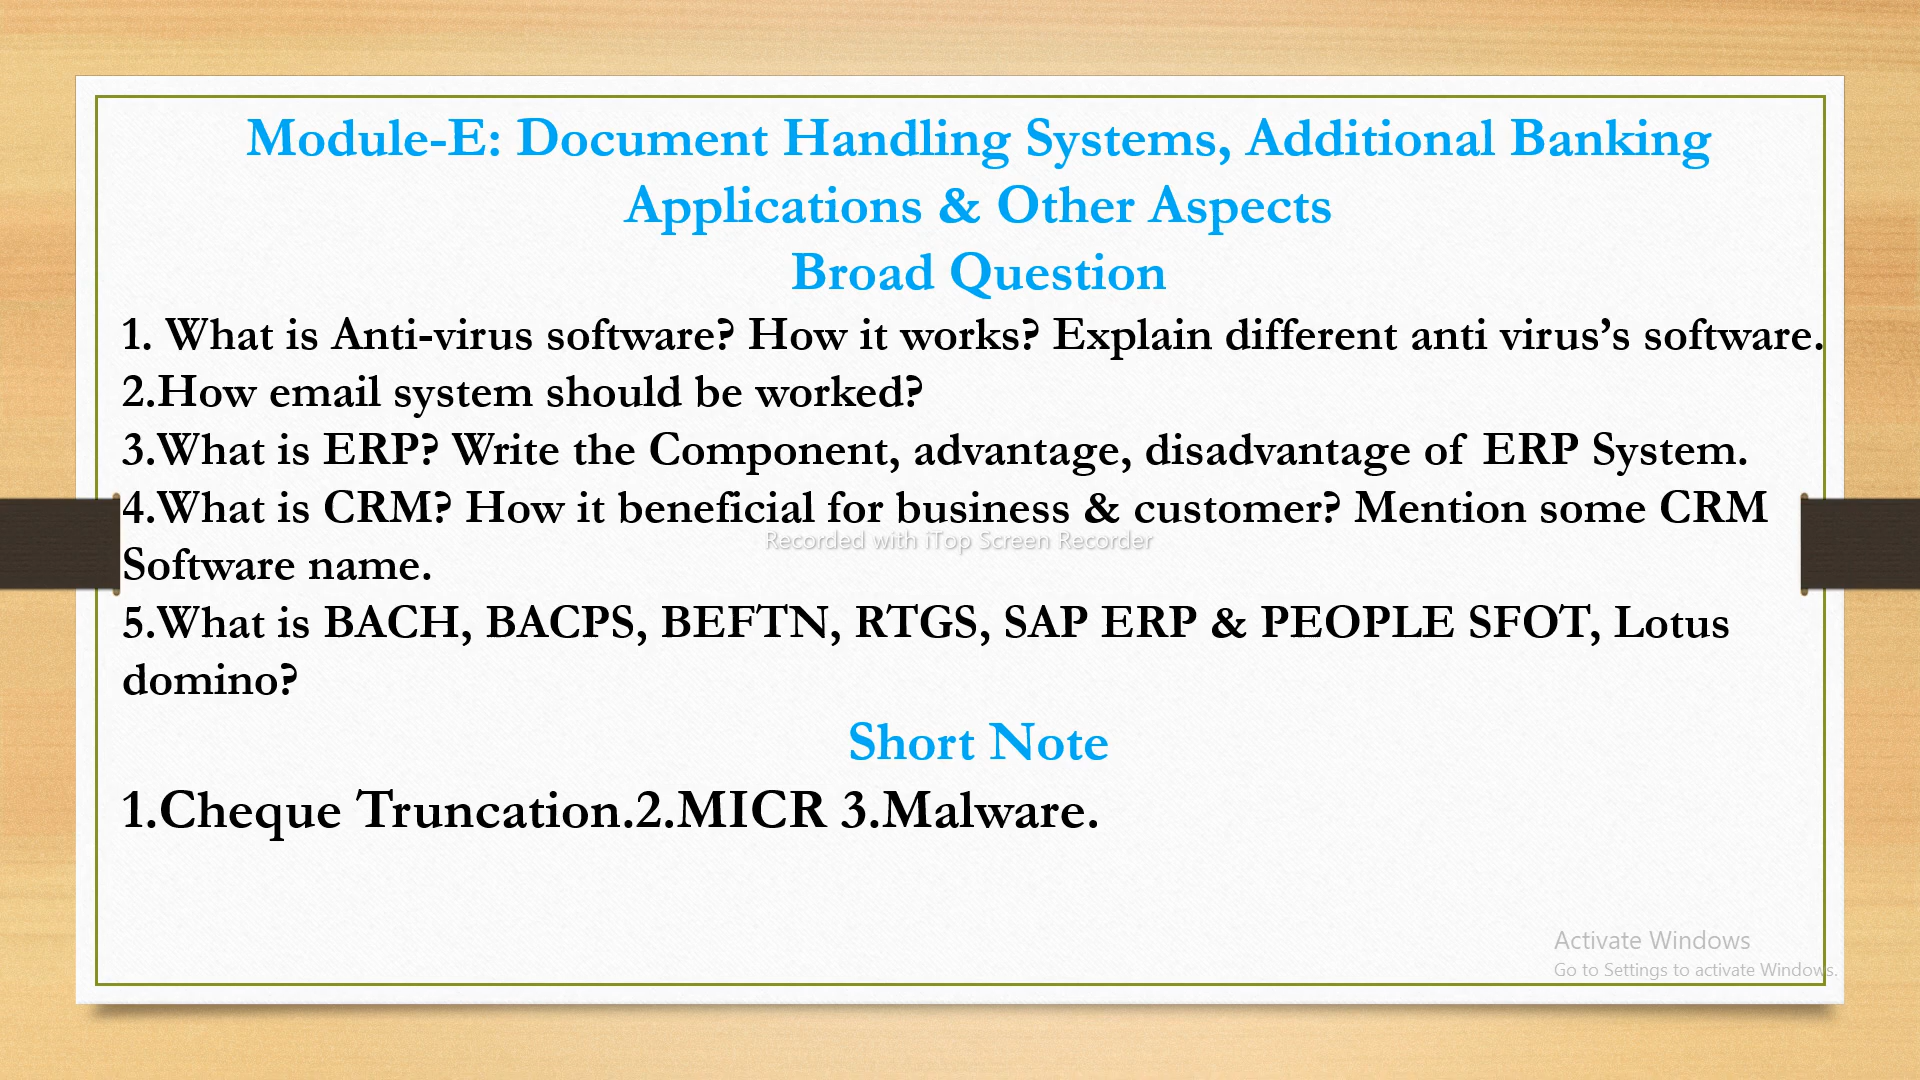 Module-E: Document Handling Systems, Additional Banking
Applications & Other Aspects
Broad Question
1. What is Anti-virus software? How it works? Explain different anti virus’s software.
2.How email system should be worked?
3.What is ERP? Write the Component, advantage, disadvantage of ERP System.
4.What is CRM? How it beneficial for business & customer? Mention some CRM
Recorded with iTop Screen Recorder
Software name.
5.What is BACH, BACPS, BEFTN, RTGS, SAP ERP & PEOPLE SFOT, Lotus
domino?
Short Note
1.Cheque Truncation.2.MICR 3.Malware.
Activate Windows
Go to Settings to activate Windows.